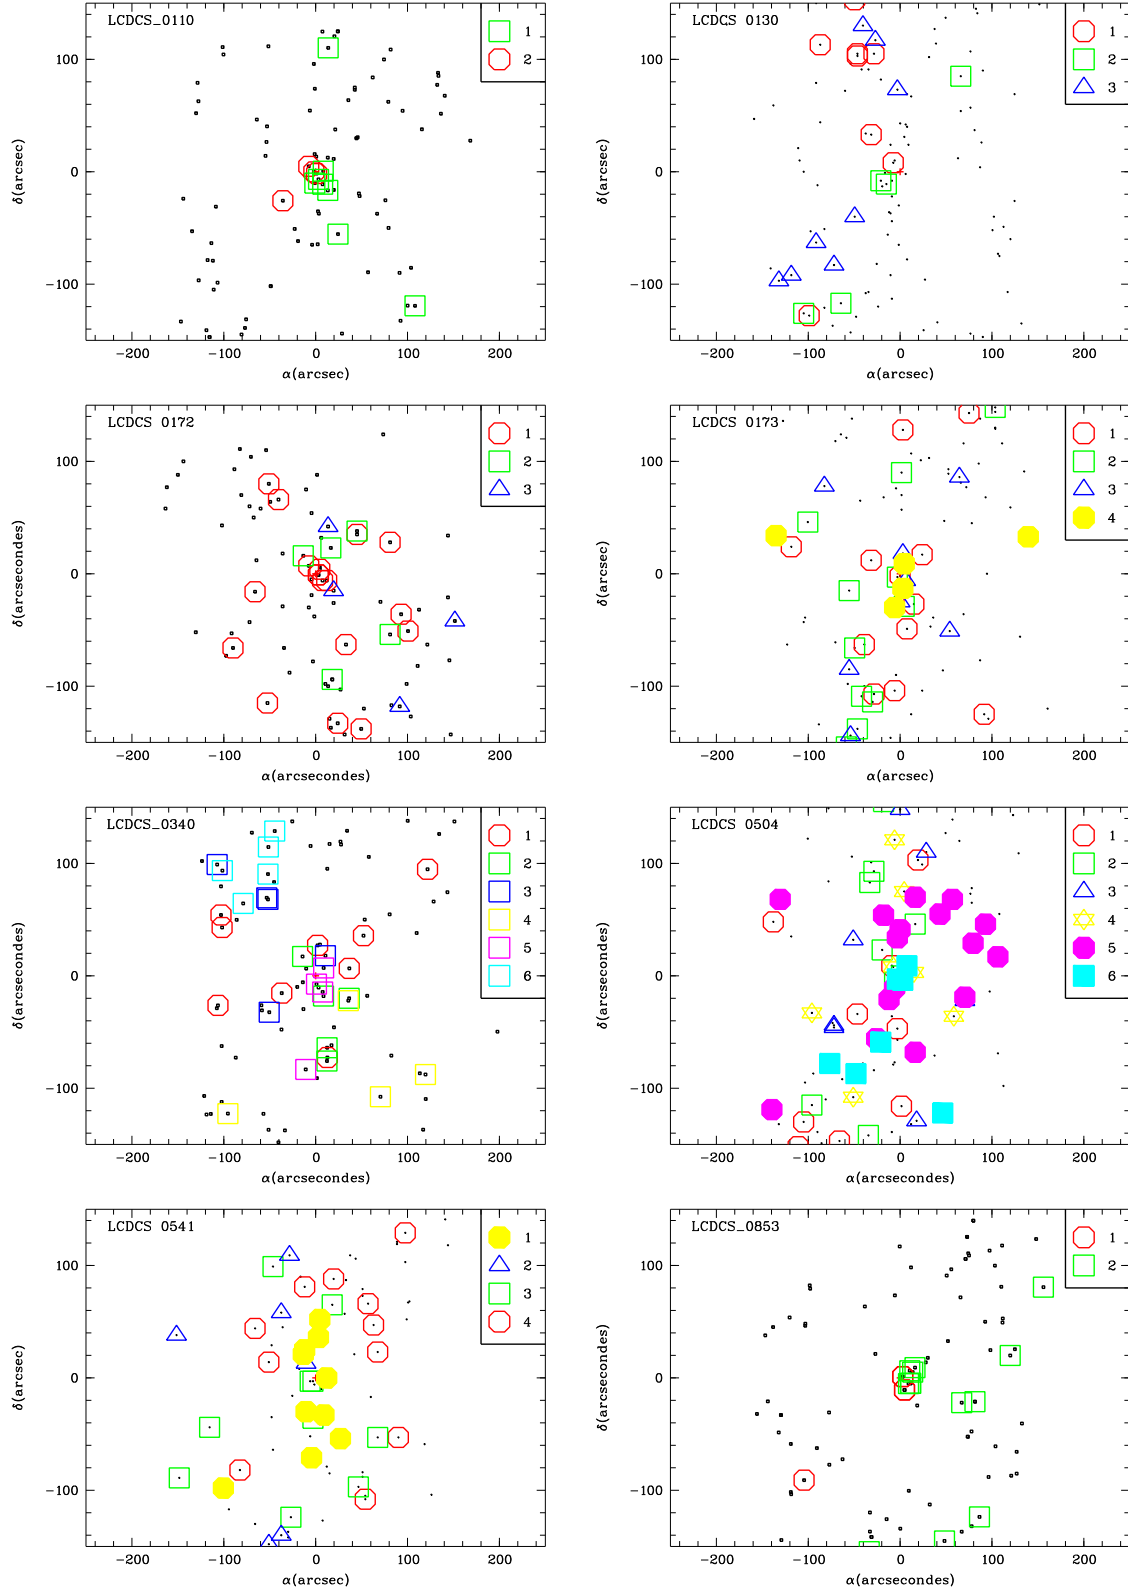 LCDCS_0110
1
2
100
0
-100
δ(arcsec)
-200 -100 0 100 200
α(arcsec)
LCDCS 0130
1
2
3
100
0
-100
δ(arcsec)
-200 -100 0 100 200
α(arcsec)
LCDCS 0172
1
2
3
100
0
-100
δ(arcsecondes)
-200 -100 0 100 200
α(arcsecondes)
LCDCS 0173
1
2
3
4
100
0
-100
δ(arcsec)
-200 -100 0 100 200
α(arcsec)
LCDCS_0340
1
2
3
4
5
6
100
0
-100
δ(arcsecondes)
-200 -100 0 100 200
α(arcsecondes)
LCDCS 0504
1
2
3
4
5
6
100
0
-100
δ(arcsecondes)
-200 -100 0 100 200
α(arcsecondes)
LCDCS 0541
1
2
3
4
100
0
-100
δ(arcsec)
-200 -100 0 100 200
α(arcsec)
LCDCS_0853
1
2
100
0
-100
δ(arcsecondes)
-200 -100 0 100 200
α(arcsecondes)